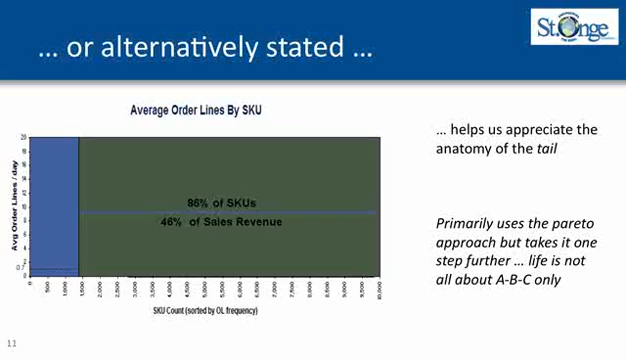 … or alternatively stated …
St.Onge
Average Order Lines By SKU
Avg Order Lines / day
20
18
16
14
12
10
8
6
4
2
0.7
0
86% of SKUs
46% of Sales Revenue
0
500
1,000
1,500
2,000
2,500
3,000
3,500
4,000
4,500
5,000
5,500
6,000
6,500
7,000
7,500
8,000
8,500
9,000
9,500
10,000
SKU Count (sorted by OL frequency)
… helps us appreciate the
anatomy of the tail
Primarily uses the pareto
approach but takes it one
step further … life is not
all about A-B-C only
11